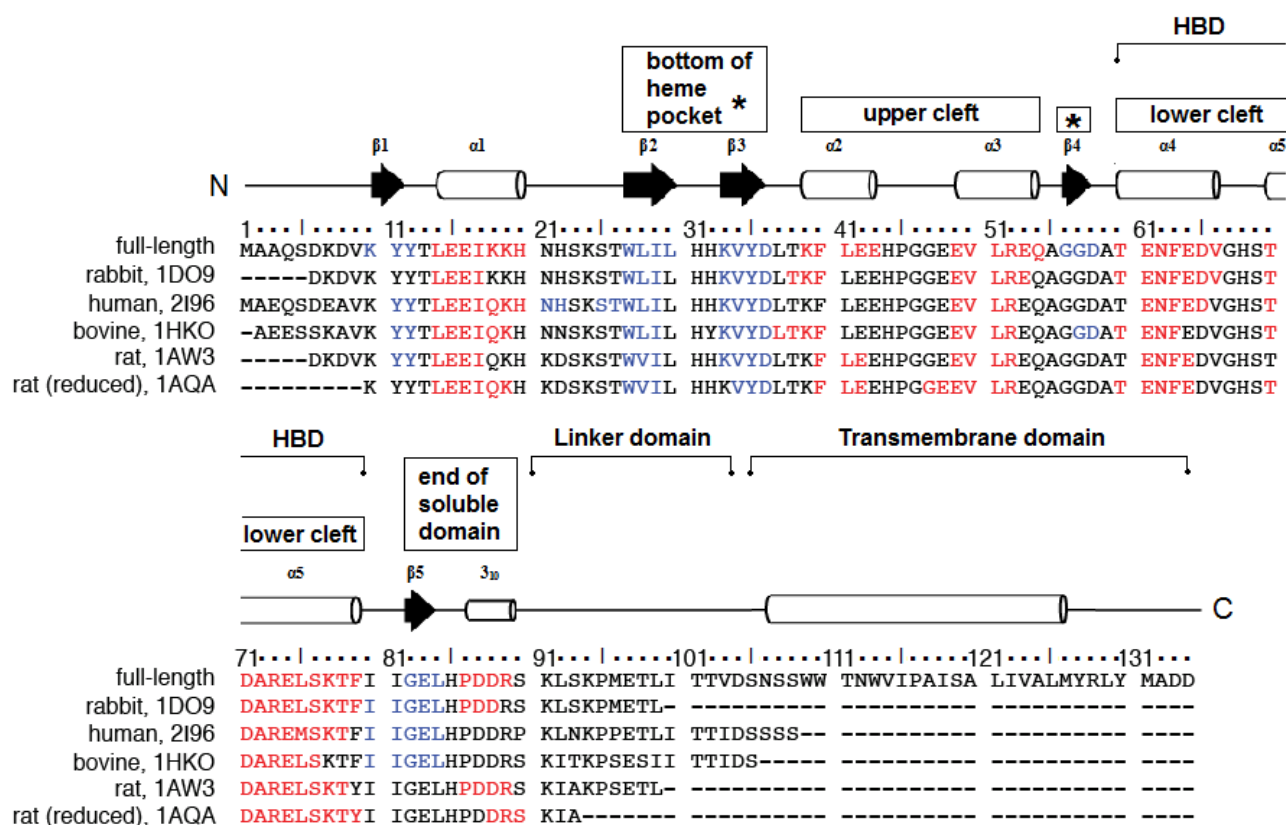 HBD
bottom of heme pocket *
upper cleft
*
lower cleft
β1 α1 β2 β3 α2 α3 β4 α4 α5
N
1····|···· 11····|···· 21····|···· 31····|···· 41····|···· 51····|···· 61····|····
full-length MAAQSDKDVK YYTLEEIKKH NHSKSTWLIL HHKVYDLTKF LEEHPGGEEV LREQAGGDAT ENFEDVGHST
rabbit, 1DO9 -----DKDVK YYTLEEIKKH NHSKSTWLIL HHKVYDLTKF LEEHPGGEEV LREQAGGDAT ENFEDVGHST
human, 2I96 MAEQSDEAVK YYTLEEIQKH NHSKSTWLIL HHKVYDLTKF LEEHPGGEEV LREQAGGDAT ENFEDVGHST
bovine, 1HKO -AEESSKAVK YYTLEEIQKH NNSKSTWLIL HYKVYDLTKF LEEHPGGEEV LREQAGGDAT ENFEDVGHST
rat, 1AW3 -----DKDVK YYTLEEIQKH KDSKSTWVIL HHKVYDLTKF LEEHPGGEEV LREQAGGDAT ENFEDVGHST
rat (reduced), 1AQA ---------K YYTLEEIQKH KDSKSTWVIL HHKVYDLTKF LEEHPGGEEV LREQAGGDAT ENFEDVGHST
HBD
Linker domain
Transmembrane domain
end of soluble domain
lower cleft
α5 β5 3₁₀
C
71····|···· 81····|···· 91····|···· 101····|···· 111····|···· 121····|···· 131···
full-length DARELSKTFI IGELHPDDRS KLSKPMETLI TTVDSNSSWW TNWVIPAISA LIVALMYRLY MADD
rabbit, 1DO9 DARELSKTFI IGELHPDDRS KLSKPMETL- ---------- ---------- ---------- ----
human, 2I96 DAREMSKTFI IGELHPDDRP KLNKPPETLI TTIDSSSS-- ---------- ---------- ----
bovine, 1HKO DARELSKTFI IGELHPDDRS KITKPSESII TTIDS----- ---------- ---------- ----
rat, 1AW3 DARELSKTYI IGELHPDDRS KIAKPSETL- ---------- ---------- ---------- ----
rat (reduced), 1AQA DARELSKTYI IGELHPDDRS KIA------- ---------- ---------- ---------- ----